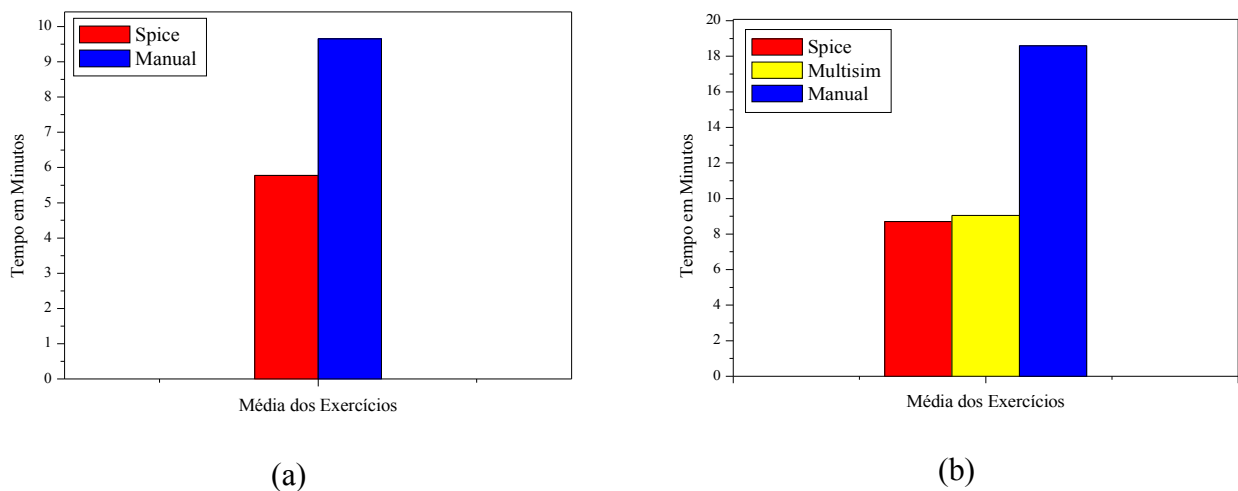 10
9
8
7
6
5
4
3
2
1
0
Tempo em Minutos
Spice
Manual
Média dos Exercícios
(a)
20
18
16
14
12
10
8
6
4
2
0
Tempo em Minutos
Spice
Multisim
Manual
Média dos Exercícios
(b)